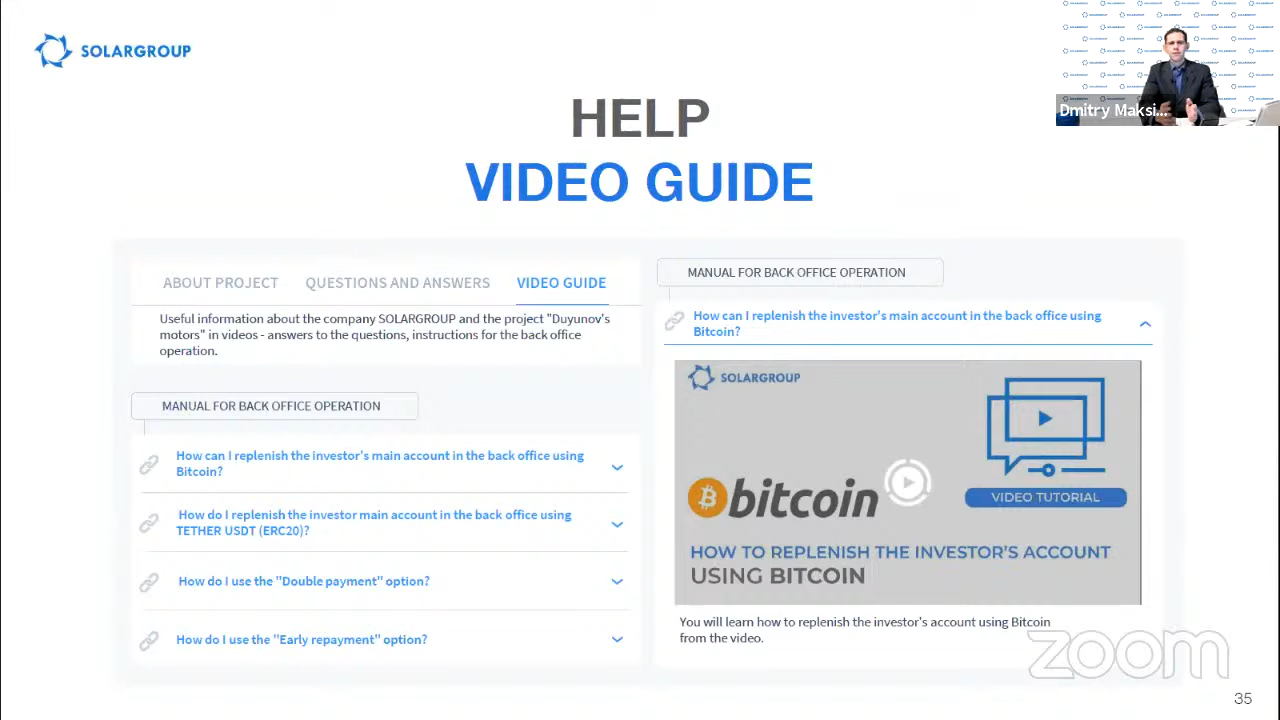 SOLARGROUP
Dmitry Maksi...
HELP
VIDEO GUIDE
ABOUT PROJECT QUESTIONS AND ANSWERS VIDEO GUIDE
Useful information about the company SOLARGROUP and the project "Duyunov's
motors" in videos - answers to the questions, instructions for the back office
operation.
MANUAL FOR BACK OFFICE OPERATION
How can I replenish the investor's main account in the back office using
Bitcoin?
How do I replenish the investor main account in the back office using
TETHER USDT (ERC20)?
How do I use the "Double payment" option?
How do I use the "Early repayment" option?
MANUAL FOR BACK OFFICE OPERATION
How can I replenish the investor's main account in the back office using
Bitcoin?
SOLARGROUP
bitcoin
VIDEO TUTORIAL
HOW TO REPLENISH THE INVESTOR'S ACCOUNT
USING BITCOIN
You will learn how to replenish the investor's account using Bitcoin
from the video.
zoom
35